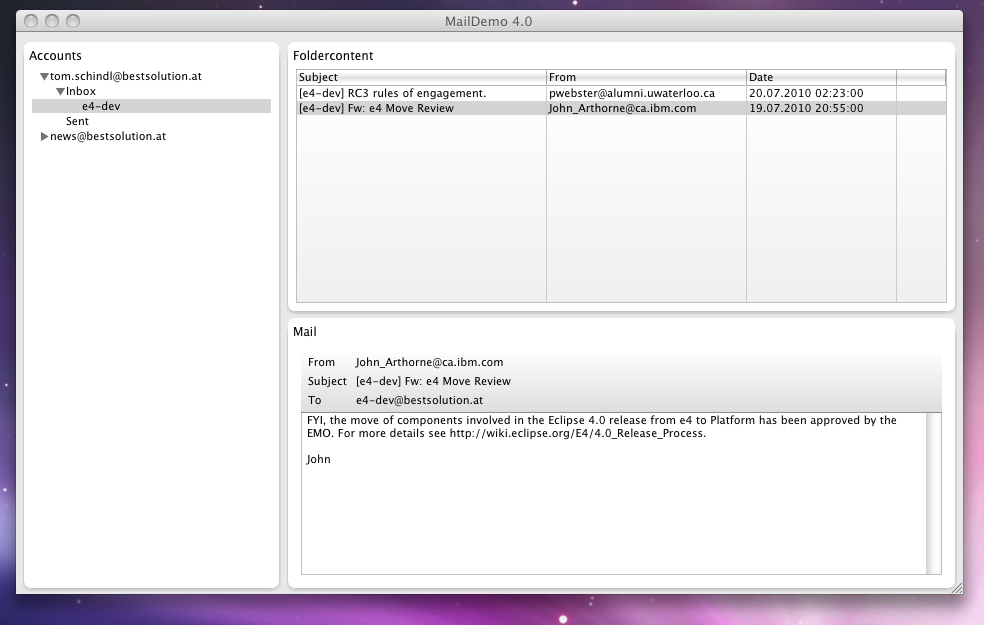 MailDemo 4.0
Accounts
tom.schindl@bestsolution.at
Inbox
e4-dev
Sent
news@bestsolution.at
Foldercontent
Subject From Date
[e4-dev] RC3 rules of engagement. pwebster@alumni.uwaterloo.ca 20.07.2010 02:23:00
[e4-dev] Fw: e4 Move Review John_Arthorne@ca.ibm.com 19.07.2010 20:55:00
Mail
From John_Arthorne@ca.ibm.com
Subject [e4-dev] Fw: e4 Move Review
To e4-dev@bestsolution.at
FYI, the move of components involved in the Eclipse 4.0 release from e4 to Platform has been approved by the
EMO. For more details see http://wiki.eclipse.org/E4/4.0_Release_Process.
John